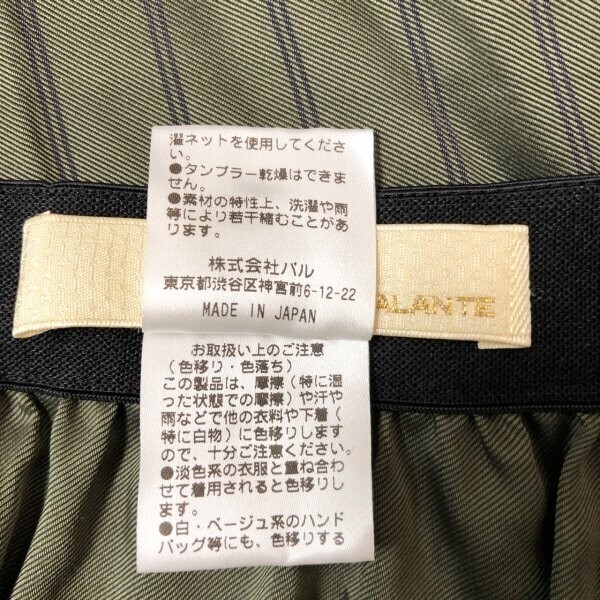 濯ネットを使用してくださ
い。
●タンブラー乾燥はできま
せん。
●素材の特性上、洗濯や雨
等により若干縮むことがあ
ります。
株式会社パル
東京都渋谷区神宮前6-12-22
MADE IN JAPAN
ALANTE
お取扱い上のご注意
(色移り・色落ち)
この製品は、摩擦(特に湿
った状態での摩擦)や汗や
雨などで他の衣料や下着(
特に白物)に色移りします
ので、十分ご注意ください。
●淡色系の衣服と重ね合わ
せて着用されると色移りし
ます。
●白・ベージュ系のハンド
バッグ等にも、色移りする